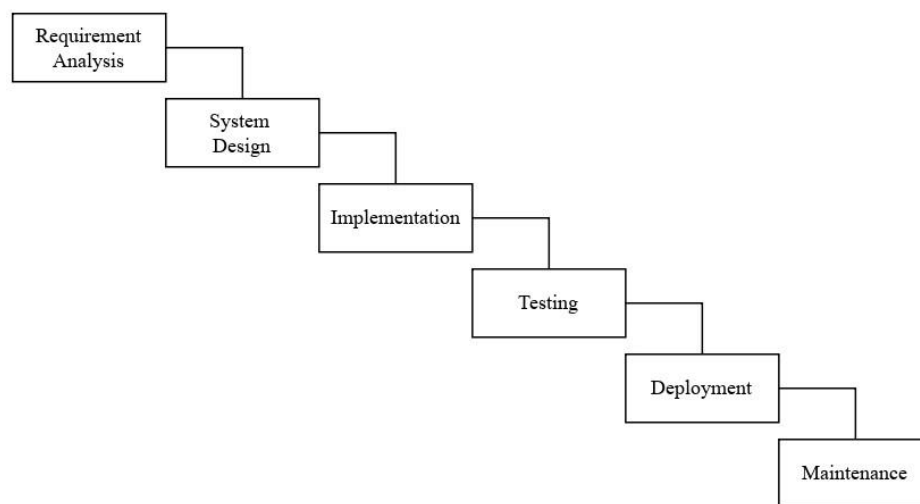 Requirement
Analysis
System
Design
Implementation
Testing
Deployment
Maintenance